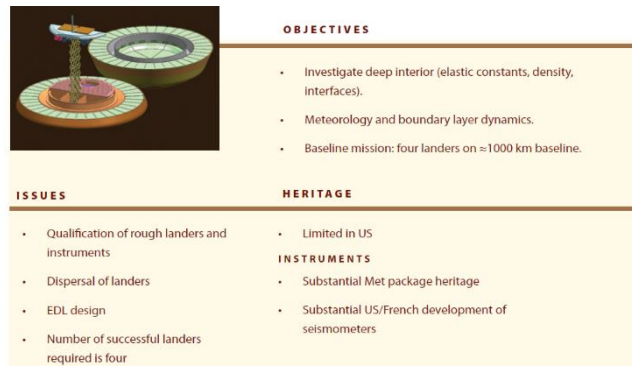 OBJECTIVES
• Investigate deep interior (elastic constants, density,
interfaces).
• Meteorology and boundary layer dynamics.
• Baseline mission: four landers on ≈1000 km baseline.
ISSUES
• Qualification of rough landers and
instruments
• Dispersal of landers
• EDL design
• Number of successful landers
required is four
HERITAGE
• Limited in US
INSTRUMENTS
• Substantial Met package heritage
• Substantial US/French development of
seismometers